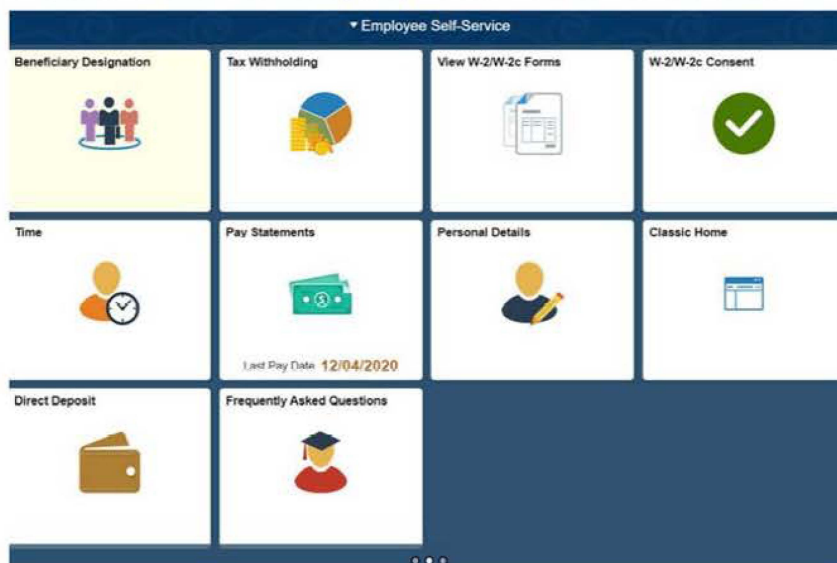 Employee Self-Service
Beneficiary Designation
Tax Withholding
View W-2/W-2c Forms
W-2/W-2c Consent
Time
Pay Statements
Personal Details
Classic Home
Last Pay Date 12/04/2020
Direct Deposit
Frequently Asked Questions